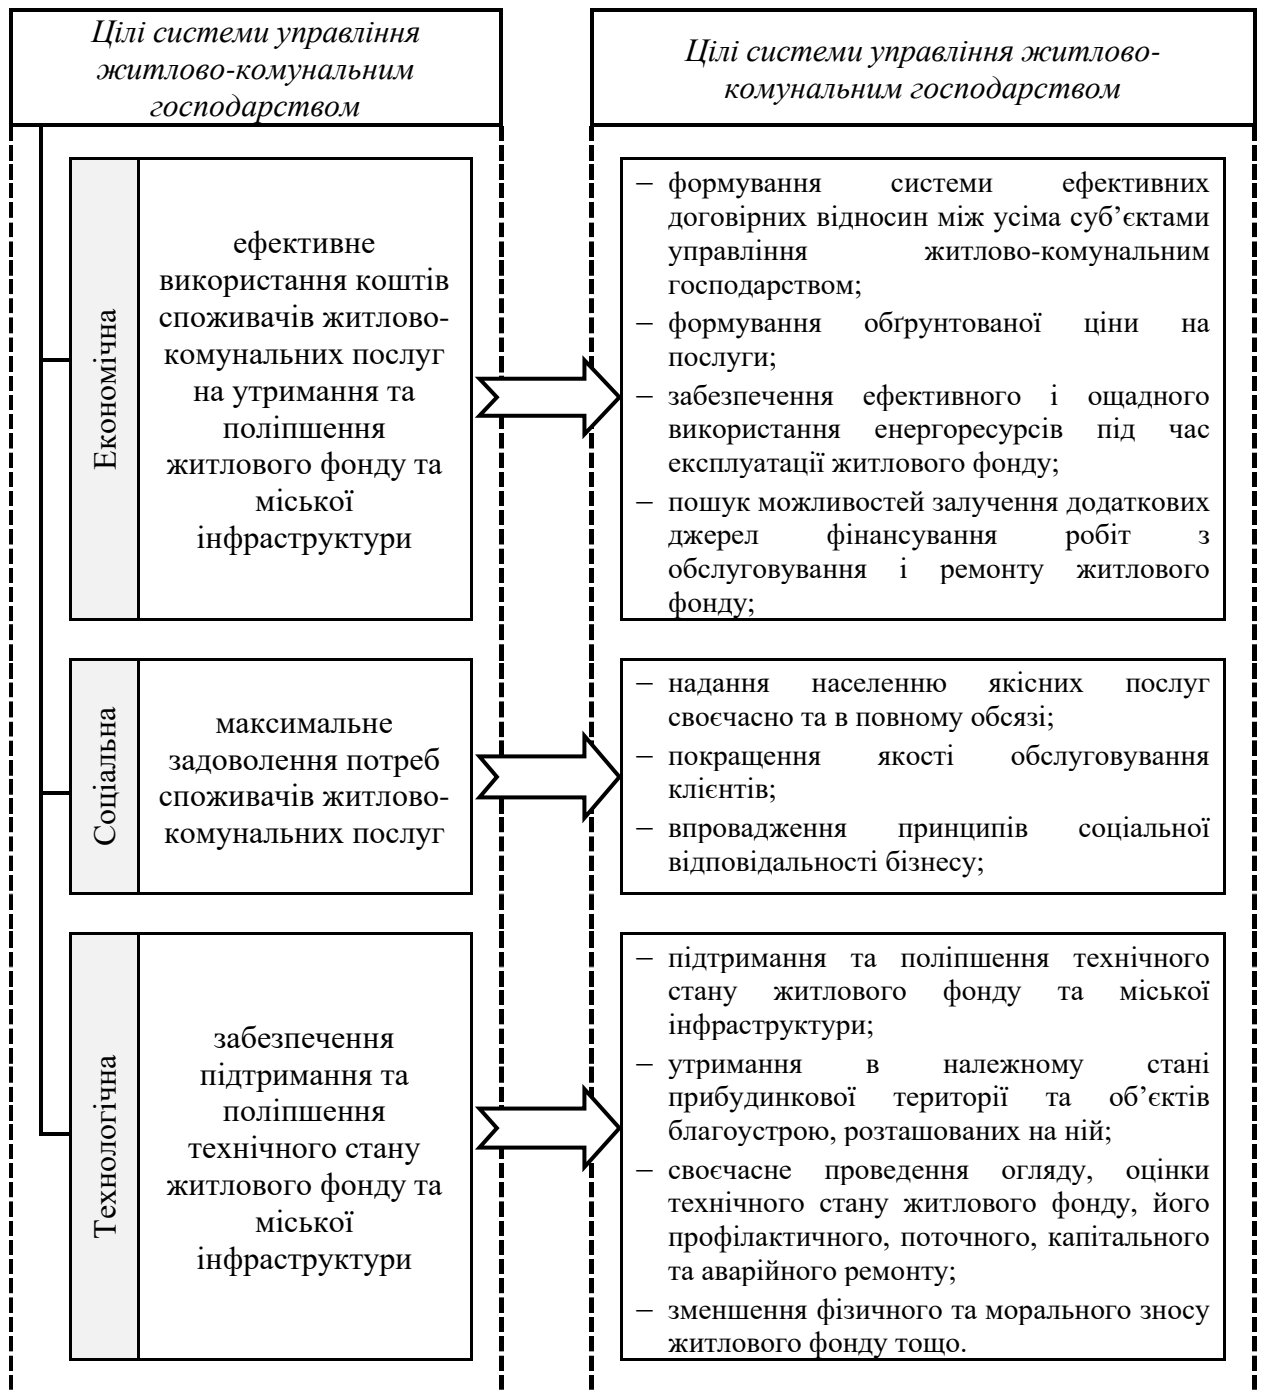 Цілі системи управління
житлово-комунальним
господарством
Цілі системи управління житлово-
комунальним господарством
Економічна
ефективне
використання коштів
споживачів житлово-
комунальних послуг
на утримання та
поліпшення
житлового фонду та
міської
інфраструктури
– формування системи ефективних
договірних відносин між усіма суб’єктами
управління житлово-комунальним
господарством;
– формування обґрунтованої ціни на
послуги;
– забезпечення ефективного і ощадного
використання енергоресурсів під час
експлуатації житлового фонду;
– пошук можливостей залучення додаткових
джерел фінансування робіт з
обслуговування і ремонту житлового
фонду;
Соціальна
максимальне
задоволення потреб
споживачів житлово-
комунальних послуг
– надання населенню якісних послуг
своєчасно та в повному обсязі;
– покращення якості обслуговування
клієнтів;
– впровадження принципів соціальної
відповідальності бізнесу;
Технологічна
забезпечення
підтримання та
поліпшення
технічного стану
житлового фонду та
міської
інфраструктури
– підтримання та поліпшення технічного
стану житлового фонду та міської
інфраструктури;
– утримання в належному стані
прибудинкової території та об’єктів
благоустрою, розташованих на ній;
– своєчасне проведення огляду, оцінки
технічного стану житлового фонду, його
профілактичного, поточного, капітального
та аварійного ремонту;
– зменшення фізичного та морального зносу
житлового фонду тощо.